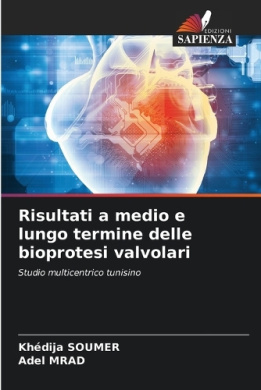 EDIZIONI
SAPIENZA
Risultati a medio e
lungo termine delle
bioprotesi valvolari
Studio multicentrico tunisino
Khédija SOUMER
Adel MRAD